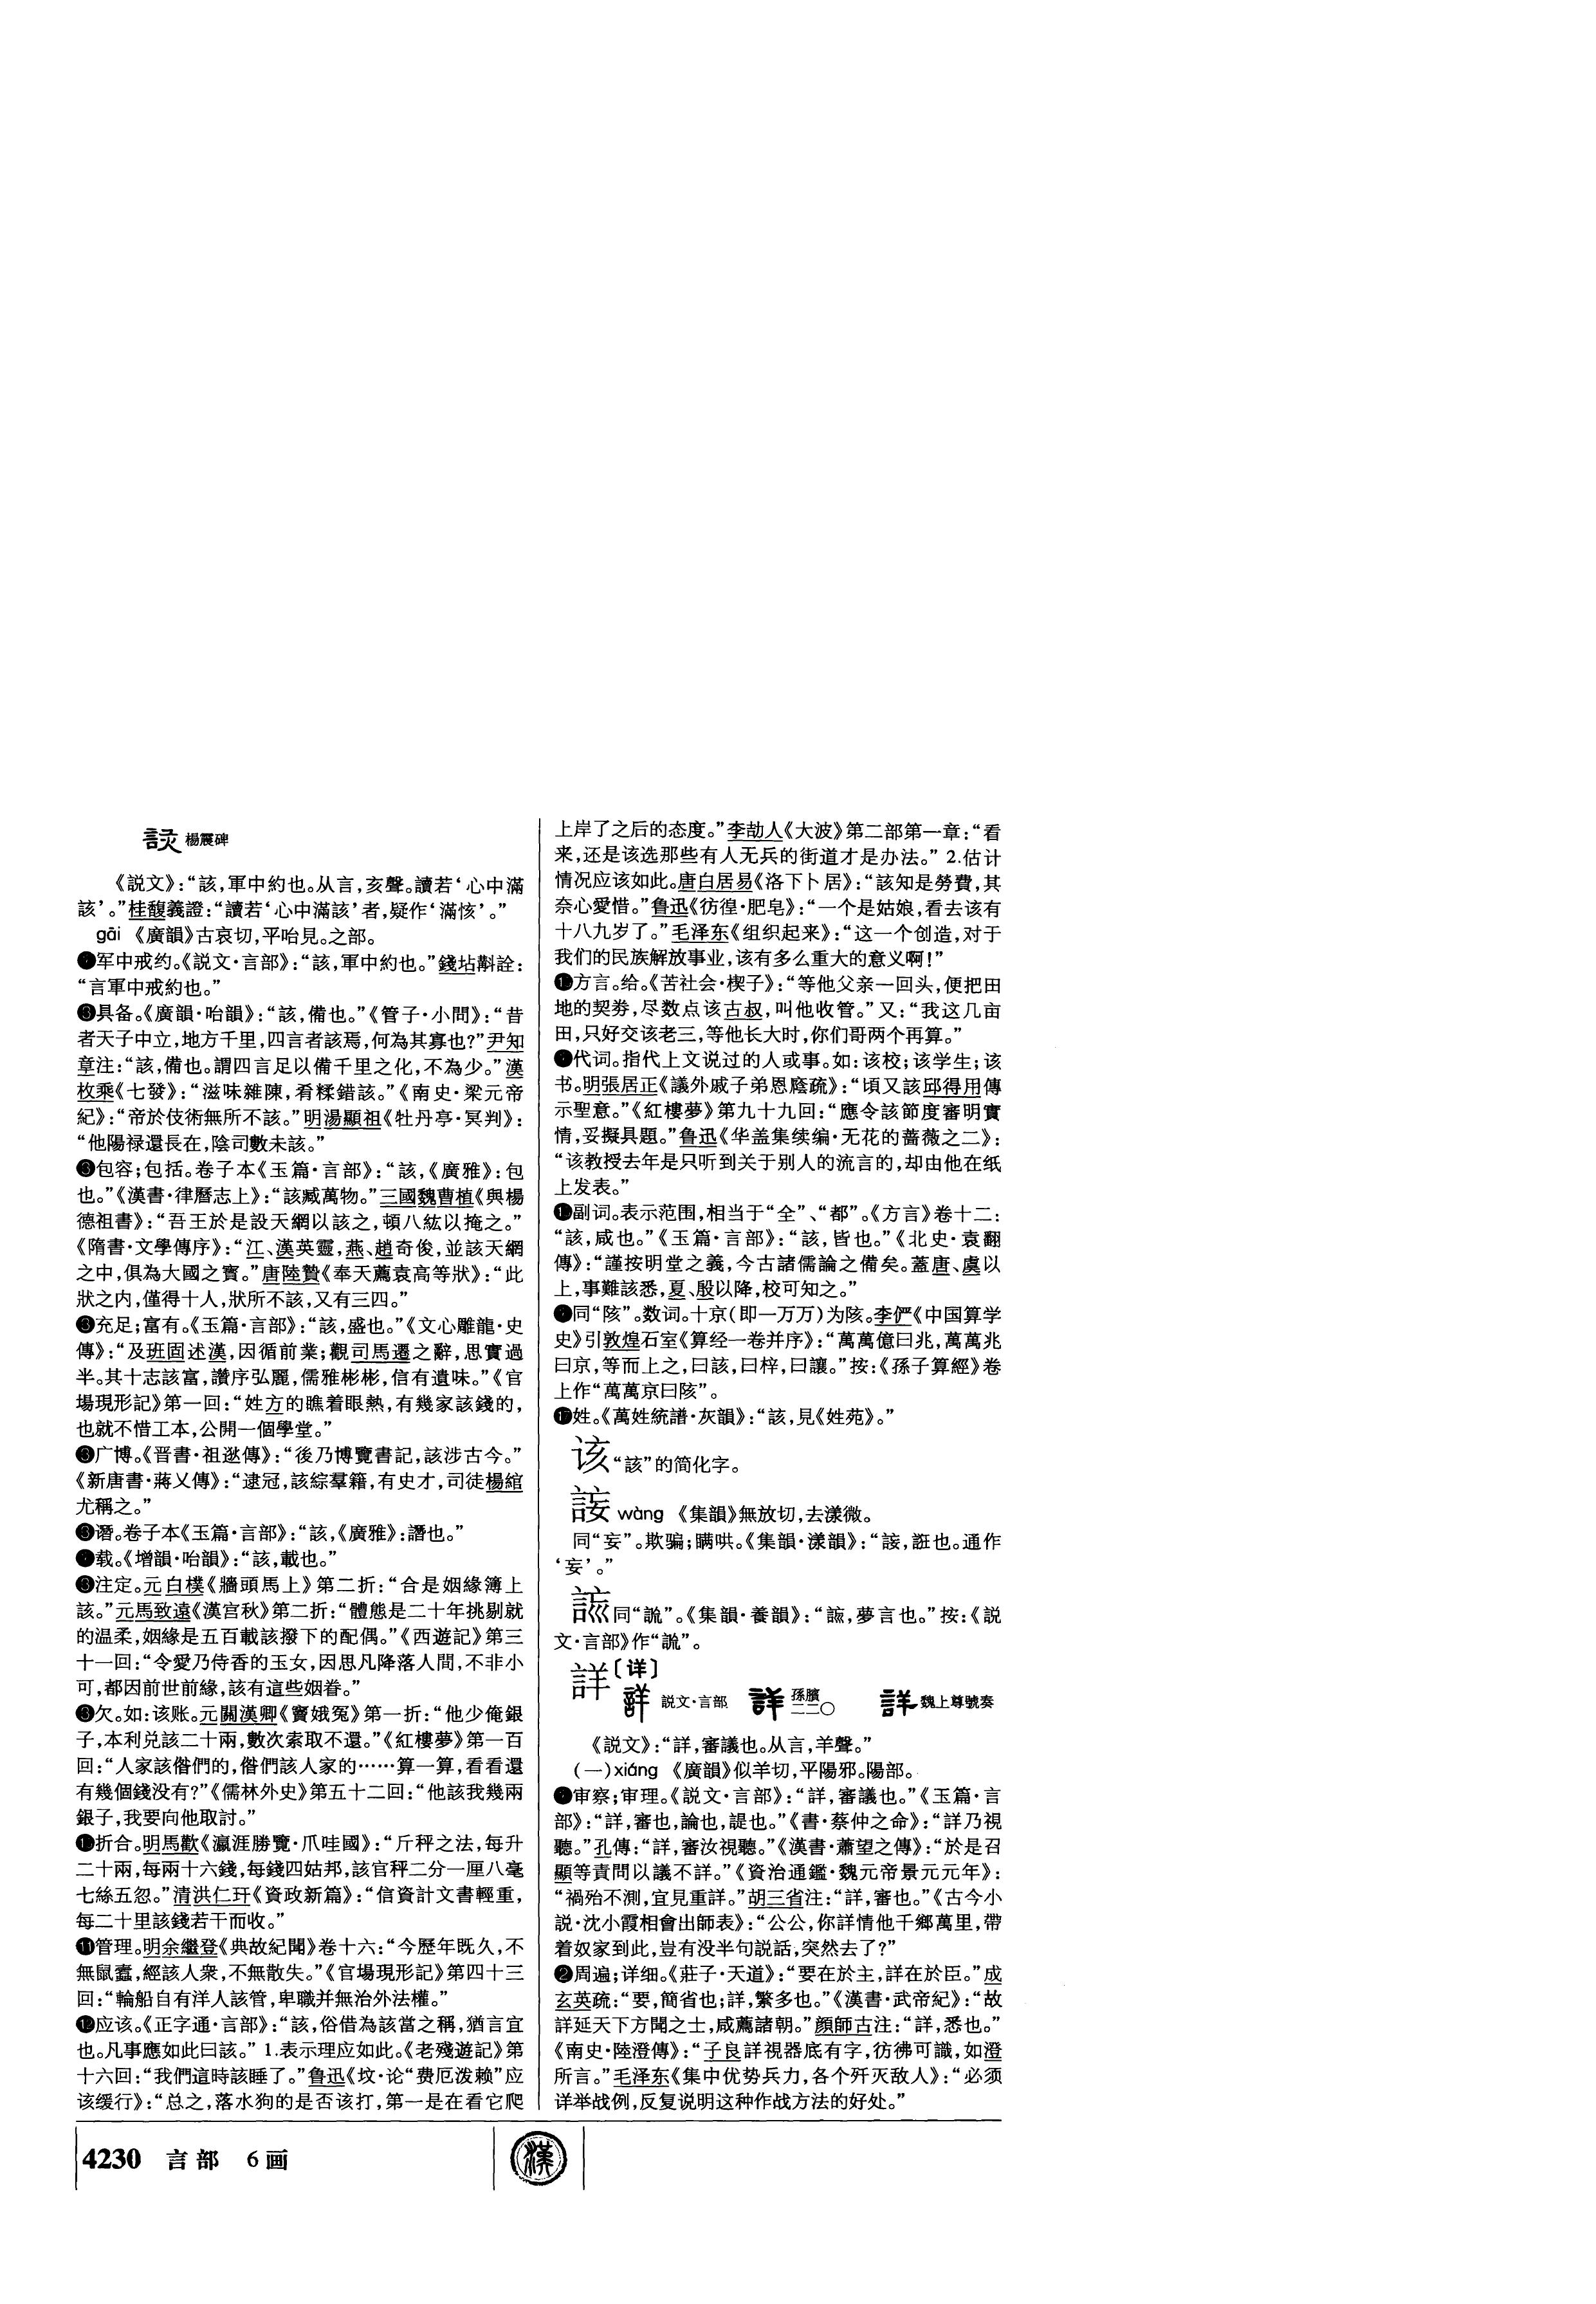 該 楊震碑
《説文》：“該，軍中約也。从言，亥聲。讀若‘心中滿
該’。”桂馥義證：“讀若‘心中滿該’者，疑作‘滿㤥’。”
gāi 《廣韻》古哀切，平咍見。之部。
军中戒约。《説文·言部》：“該，軍中約也。”錢坫斠詮：
“言軍中戒約也。”
具备。《廣韻·咍韻》：“該，備也。”《管子·小問》：“昔
者天子中立，地方千里，四言者該焉，何為其寡也？”尹知
章注：“該，備也。謂四言足以備千里之化，不為少。”漢
枚乘《七發》：“滋味雜陳，肴糅錯該。”《南史·梁元帝
紀》：“帝於伎術無所不該。”明湯顯祖《牡丹亭·冥判》：
“他陽禄還長在，陰司數未該。”
包容；包括。卷子本《玉篇·言部》：“該，《廣雅》：包
也。”《漢書·律曆志上》：“該臧萬物。”三國魏曹植《與楊
德祖書》：“吾王於是設天網以該之，頓八紘以掩之。”
《隋書·文學傳序》：“江、漢英靈，燕、趙奇俊，並該天網
之中，俱為大國之寶。”唐陸贄《奉天薦袁高等狀》：“此
狀之内，僅得十人，狀所不該，又有三四。”
充足；富有。《玉篇·言部》：“該，盛也。”《文心雕龍·史
傳》：“及班固述漢，因循前業；觀司馬遷之辭，思實過
半。其十志該富，讚序弘麗，儒雅彬彬，信有遺味。”《官
場現形記》第一回：“姓方的瞧着眼熱，有幾家該錢的，
也就不惜工本，公開一個學堂。”
广博。《晋書·祖逖傳》：“後乃博覽書記，該涉古今。”
《新唐書·蔣乂傳》：“逮冠，該綜羣籍，有史才，司徒楊綰
尤稱之。”
譖。卷子本《玉篇·言部》：“該，《廣雅》：譖也。”
载。《增韻·咍韻》：“該，載也。”
注定。元白樸《牆頭馬上》第二折：“合是姻緣簿上
該。”元馬致遠《漢宫秋》第二折：“體態是二十年挑剔就
的温柔，姻緣是五百載該撥下的配偶。”《西遊記》第三
十一回：“令愛乃侍香的玉女，因思凡降落人間，不非小
可，都因前世前緣，該有這些姻眷。”
欠。如：该账。元關漢卿《竇娥冤》第一折：“他少俺銀
子，本利兑該二十兩，數次索取不還。”《紅樓夢》第一百
回：“人家該偺們的，偺們該人家的……算一算，看看還
有幾個錢没有？”《儒林外史》第五十二回：“他該我幾兩
銀子，我要向他取討。”
折合。明馬歡《瀛涯勝覽·爪哇國》：“斤秤之法，每升
二十兩，每兩十六錢，每錢四姑邦，該官秤二分一厘八毫
七絲五忽。”清洪仁玕《資政新篇》：“信資計文書輕重，
每二十里該錢若干而收。”
⓫管理。明余繼登《典故紀聞》卷十六：“今歷年既久，不
無鼠蠹，經該人衆，不無散失。”《官場現形記》第四十三
回：“輪船自有洋人該管，卑職并無治外法權。”
⓬应该。《正字通·言部》：“該，俗借為該當之稱，猶言宜
也。凡事應如此曰該。” 1.表示理应如此。《老殘遊記》第
十六回：“我們這時該睡了。”鲁迅《坟·论“费厄泼赖”应
该缓行》：“总之，落水狗的是否该打，第一是在看它爬
上岸了之后的态度。”李劼人《大波》第二部第一章：“看
来，还是该选那些有人无兵的街道才是办法。” 2.估计
情况应该如此。唐白居易《洛下卜居》：“該知是勞費，其
奈心愛惜。”鲁迅《彷徨·肥皂》：“一个是姑娘，看去该有
十八九岁了。”毛泽东《组织起来》：“这一个创造，对于
我们的民族解放事业，该有多么重大的意义啊！”
方言。给。《苦社会·楔子》：“等他父亲一回头，便把田
地的契券，尽数点该古叔，叫他收管。”又：“我这几亩
田，只好交该老三，等他长大时，你们哥两个再算。”
代词。指代上文说过的人或事。如：该校；该学生；该
书。明張居正《議外戚子弟恩廕疏》：“頃又該邱得用傳
示聖意。”《紅樓夢》第九十九回：“應令該節度審明實
情，妥擬具題。”鲁迅《华盖集续编·无花的蔷薇之二》：
“该教授去年是只听到关于别人的流言的，却由他在纸
上发表。”
副词。表示范围，相当于“全”、“都”。《方言》卷十二：
“該，咸也。”《玉篇·言部》：“該，皆也。”《北史·袁翻
傳》：“謹按明堂之義，今古諸儒論之備矣。蓋唐、虞以
上，事難該悉，夏、殷以降，校可知之。”
同“陔”。数词。十京（即一万万）为陔。李俨《中国算学
史》引敦煌石室《算经一卷并序》：“萬萬億曰兆，萬萬兆
曰京，等而上之，曰該，曰梓，曰讓。”按：《孫子算經》卷
上作“萬萬京曰陔”。
⓱姓。《萬姓統譜·灰韻》：“該，見《姓苑》。”
该 “該”的简化字。
wàng 《集韻》無放切，去漾微。
同“妄”。欺骗；瞒哄。《集韻·漾韻》：“，誑也。通作
‘妄’。”
同“詤”。《集韻·養韻》：“，夢言也。”按：《説
文·言部》作“詤”。
詳〔详〕
詳 説文·言部 詳 孫臏二二〇 詳 魏上尊號奏
《説文》：“詳，審議也。从言，羊聲。”
（一）xiáng 《廣韻》似羊切，平陽邪。陽部。
审察；审理。《説文·言部》：“詳，審議也。”《玉篇·言
部》：“詳，審也，論也，諟也。”《書·蔡仲之命》：“詳乃視
聽。”孔傳：“詳，審汝視聽。”《漢書·蕭望之傳》：“於是召
顯等責問以議不詳。”《資治通鑑·魏元帝景元元年》：
“禍殆不測，宜見重詳。”胡三省注：“詳，審也。”《古今小
説·沈小霞相會出師表》：“公公，你詳情他千鄉萬里，帶
着奴家到此，豈有没半句説話，突然去了？”
❷周遍；详细。《莊子·天道》：“要在於主，詳在於臣。”成
玄英疏：“要，簡省也；詳，繁多也。”《漢書·武帝紀》：“故
詳延天下方聞之士，咸薦諸朝。”顔師古注：“詳，悉也。”
《南史·陸澄傳》：“子良詳視器底有字，彷彿可識，如澄
所言。”毛泽东《集中优势兵力，各个歼灭敌人》：“必须
详举战例，反复说明这种作战方法的好处。”
4230 言部 6画
漢